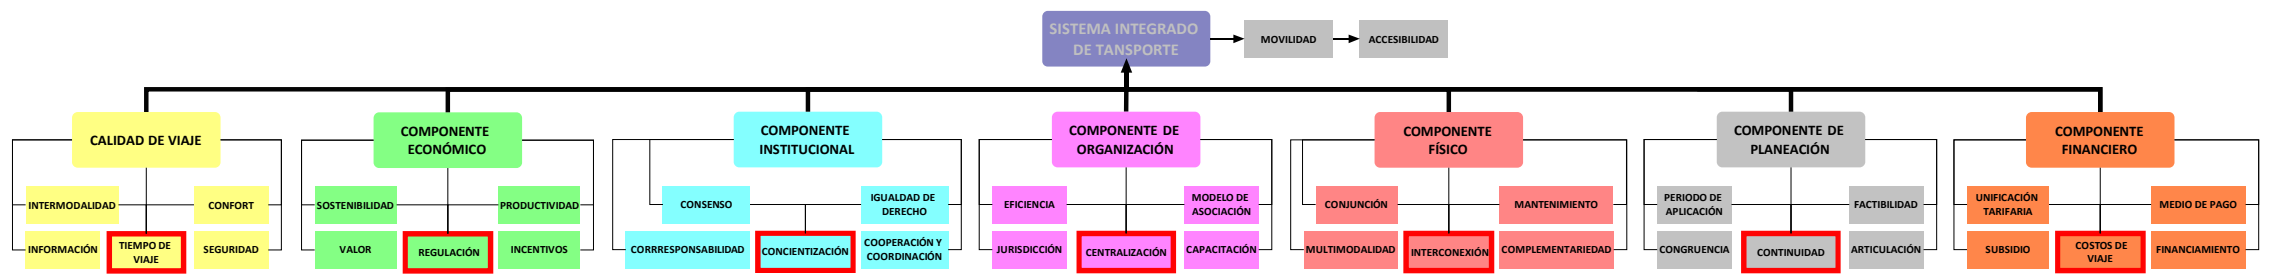 SISTEMA INTEGRADO
DE TANSPORTE
MOVILIDAD
ACCESIBILIDAD
CALIDAD DE VIAJE
INTERMODALIDAD
CONFORT
INFORMACIÓN
TIEMPO DE
VIAJE
SEGURIDAD
COMPONENTE
ECONÓMICO
SOSTENIBILIDAD
PRODUCTIVIDAD
VALOR
REGULACIÓN
INCENTIVOS
COMPONENTE
INSTITUCIONAL
CONSENSO
IGUALDAD DE
DERECHO
CORRRESPONSABILIDAD
CONCIENTIZACIÓN
COOPERACIÓN Y
COORDINACIÓN
COMPONENTE DE
ORGANIZACIÓN
EFICIENCIA
MODELO DE
ASOCIACIÓN
JURISDICCIÓN
CENTRALIZACIÓN
CAPACITACIÓN
COMPONENTE
FÍSICO
CONJUNCIÓN
MANTENIMIENTO
MULTIMODALIDAD
INTERCONEXIÓN
COMPLEMENTARIEDAD
COMPONENTE DE
PLANEACIÓN
PERIODO DE
APLICACIÓN
FACTIBILIDAD
CONGRUENCIA
CONTINUIDAD
ARTICULACIÓN
COMPONENTE
FINANCIERO
UNIFICACIÓN
TARIFARIA
MEDIO DE PAGO
SUBSIDIO
COSTOS DE
VIAJE
FINANCIAMIENTO